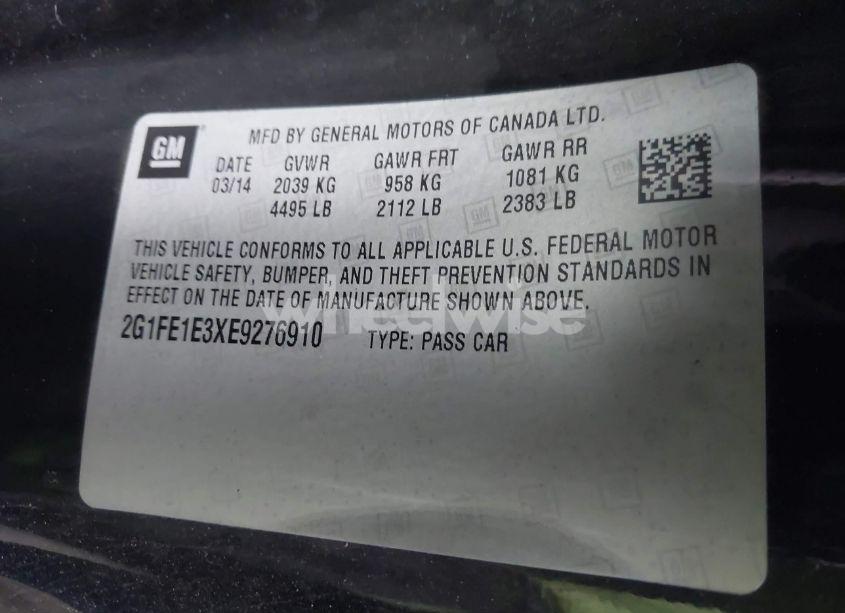 GM
MFD BY GENERAL MOTORS OF CANADA LTD.
DATE GVWR GAWR FRT GAWR RR
03/14 2039 KG 958 KG 1081 KG
4495 LB 2112 LB 2383 LB
THIS VEHICLE CONFORMS TO ALL APPLICABLE U.S. FEDERAL MOTOR
VEHICLE SAFETY, BUMPER, AND THEFT PREVENTION STANDARDS IN
EFFECT ON THE DATE OF MANUFACTURE SHOWN ABOVE.
wheelwise
2G1FE1E3XE9276910 TYPE: PASS CAR